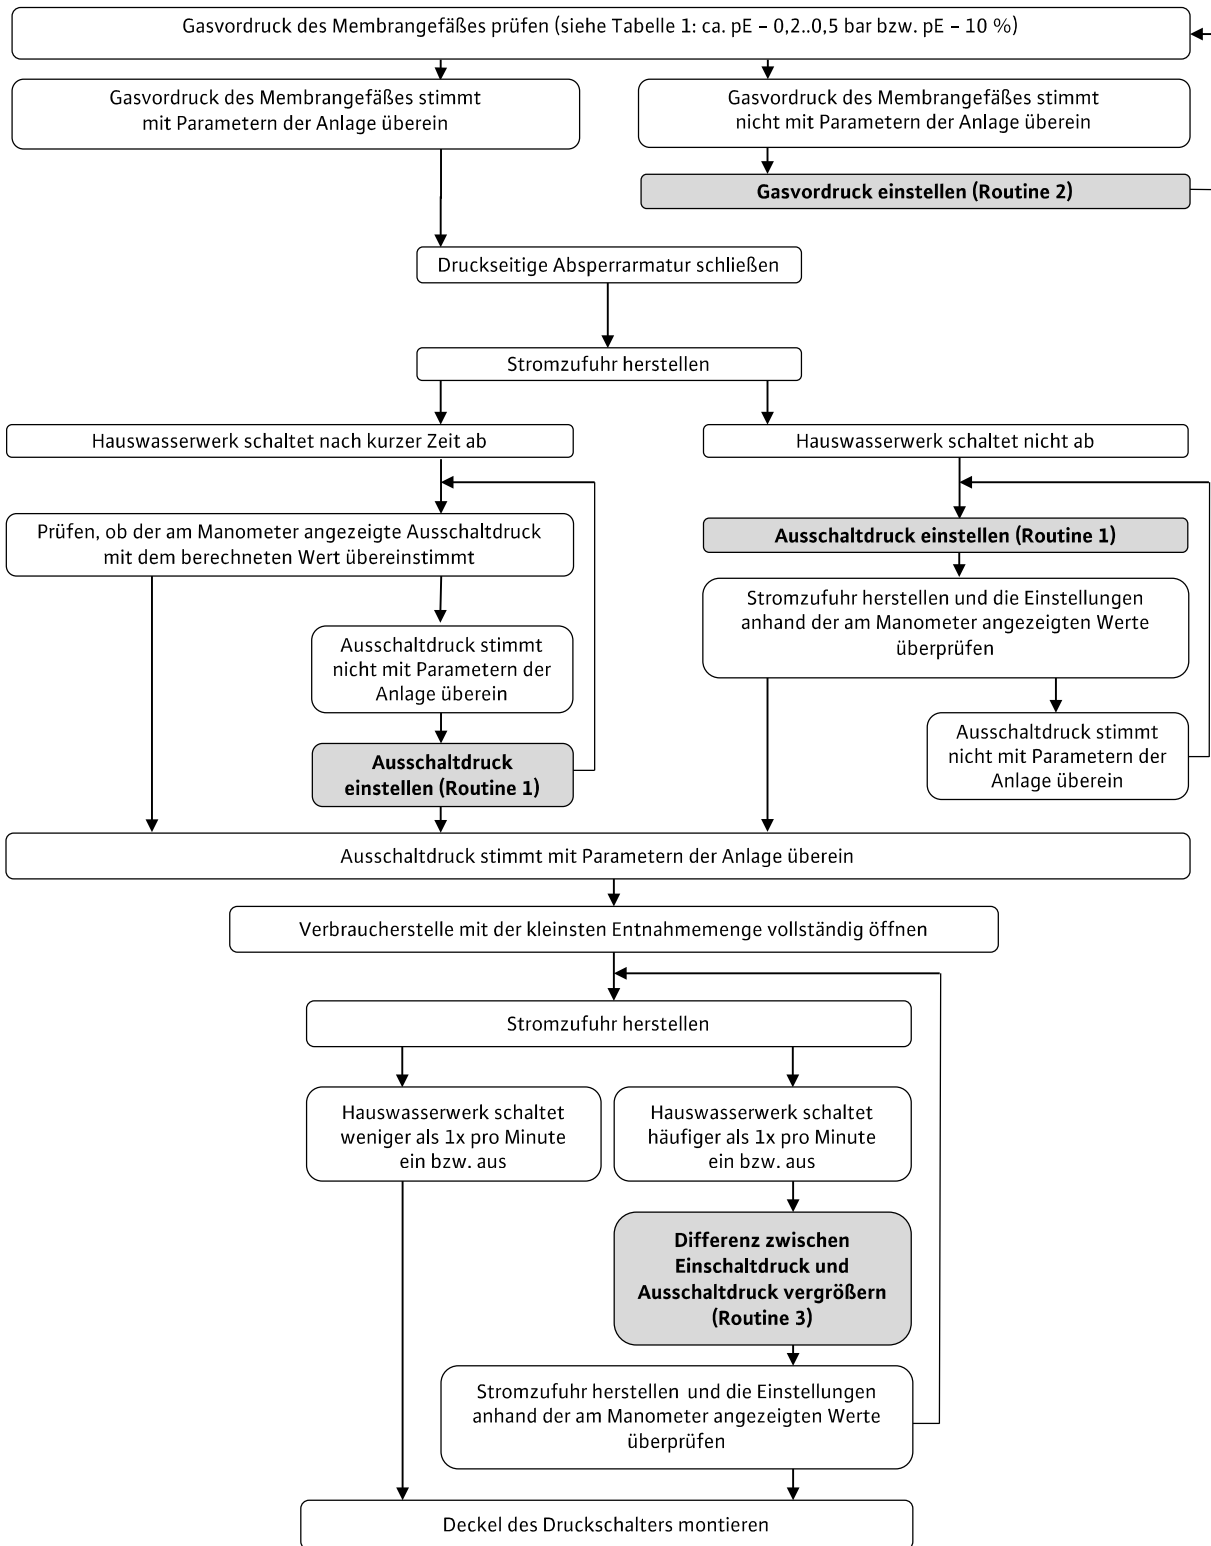 Gasvordruck des Membrangefäßes prüfen (siehe Tabelle 1: ca. pE – 0,2..0,5 bar bzw. pE – 10 %)
Gasvordruck des Membrangefäßes stimmt
mit Parametern der Anlage überein
Gasvordruck des Membrangefäßes stimmt
nicht mit Parametern der Anlage überein
Gasvordruck einstellen (Routine 2)
Druckseitige Absperrarmatur schließen
Stromzufuhr herstellen
Hauswasserwerk schaltet nach kurzer Zeit ab
Hauswasserwerk schaltet nicht ab
Prüfen, ob der am Manometer angezeigte Ausschaltdruck
mit dem berechneten Wert übereinstimmt
Ausschaltdruck einstellen (Routine 1)
Stromzufuhr herstellen und die Einstellungen
anhand der am Manometer angezeigten Werte
überprüfen
Ausschaltdruck stimmt
nicht mit Parametern der
Anlage überein
Ausschaltdruck stimmt
nicht mit Parametern der
Anlage überein
Ausschaltdruck
einstellen (Routine 1)
Ausschaltdruck stimmt mit Parametern der Anlage überein
Verbraucherstelle mit der kleinsten Entnahmemenge vollständig öffnen
Stromzufuhr herstellen
Hauswasserwerk schaltet
weniger als 1x pro Minute
ein bzw. aus
Hauswasserwerk schaltet
häufiger als 1x pro Minute
ein bzw. aus
Differenz zwischen
Einschaltdruck und
Ausschaltdruck vergrößern
(Routine 3)
Stromzufuhr herstellen und die Einstellungen
anhand der am Manometer angezeigten Werte
überprüfen
Deckel des Druckschalters montieren